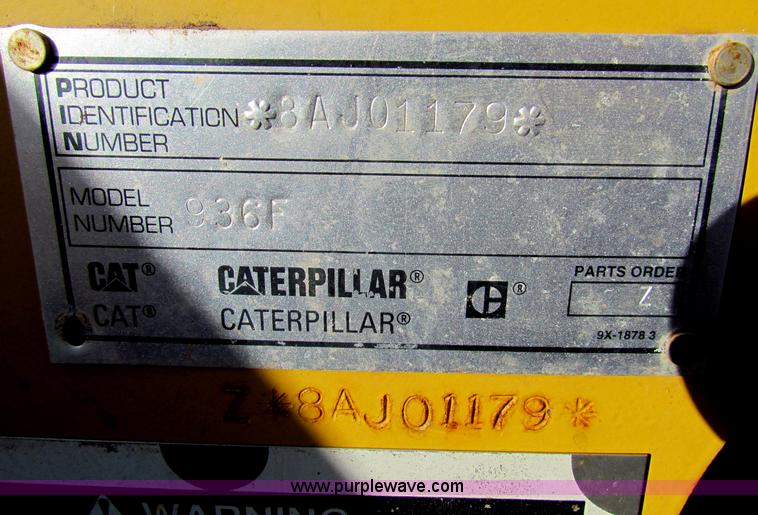 PRODUCT
IDENTIFICATION *8AJ01179*
NUMBER
MODEL
NUMBER 936F
CAT® CATERPILLAR® ® PARTS ORDER
Z
CAT® CATERPILLAR® 9X-1878 3
Z*8AJ01179*
www.purplewave.com
WARNING